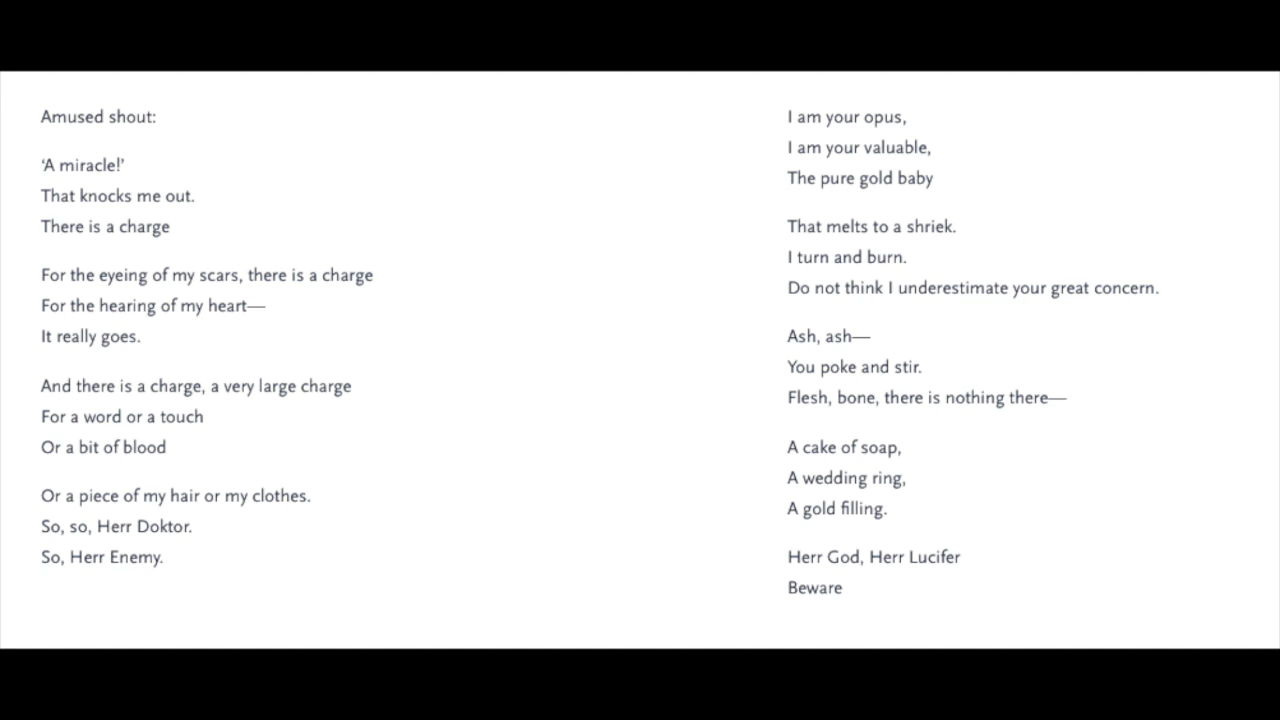 Amused shout:
‘A miracle!’
That knocks me out.
There is a charge
For the eyeing of my scars, there is a charge
For the hearing of my heart—
It really goes.
And there is a charge, a very large charge
For a word or a touch
Or a bit of blood
Or a piece of my hair or my clothes.
So, so, Herr Doktor.
So, Herr Enemy.
I am your opus,
I am your valuable,
The pure gold baby
That melts to a shriek.
I turn and burn.
Do not think I underestimate your great concern.
Ash, ash—
You poke and stir.
Flesh, bone, there is nothing there—
A cake of soap,
A wedding ring,
A gold filling.
Herr God, Herr Lucifer
Beware